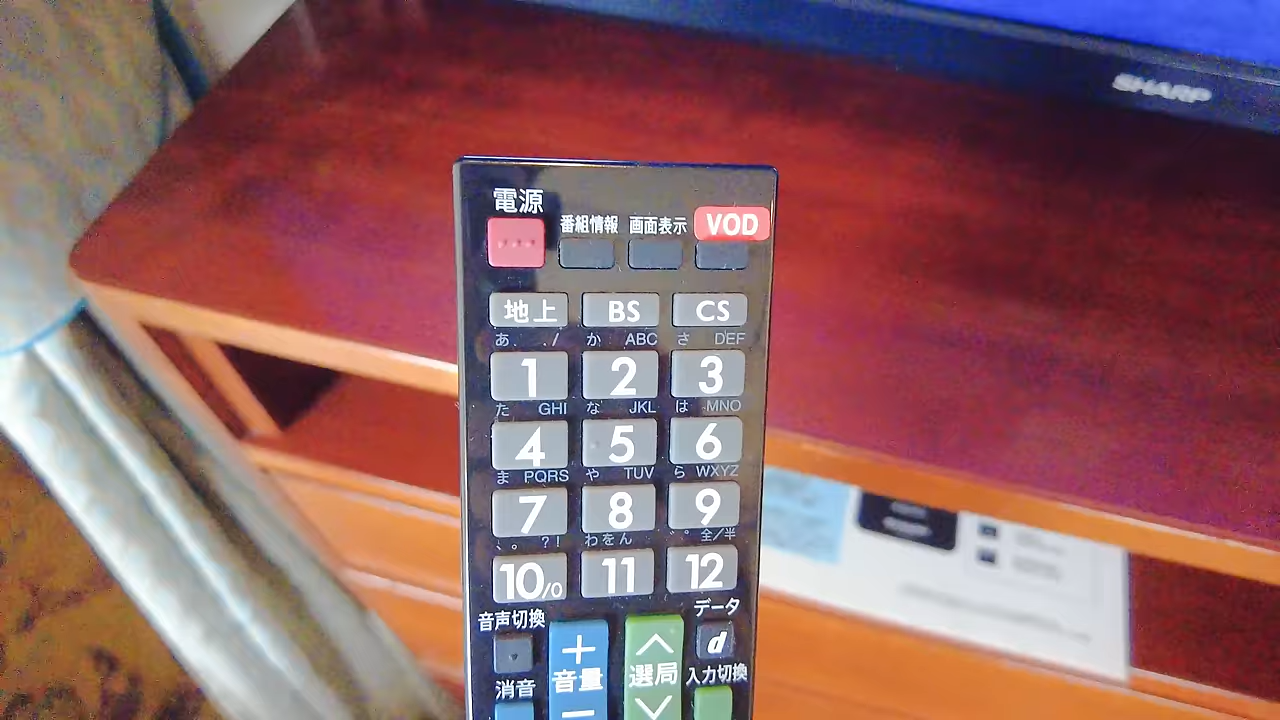 SHARP
電源
番組情報 画面表示 VOD
地上 BS CS
あ . . / か ABC さ DEF
1 2 3
た GHI な JKL は MNO
4 5 6
ま PQRS や TUV ら WXYZ
7 8 9
、。 ?! わをん ゛゜ 全/半
10/0 11 12
音声切換 データ
+ d
音量 選局 入力切換
消音
−